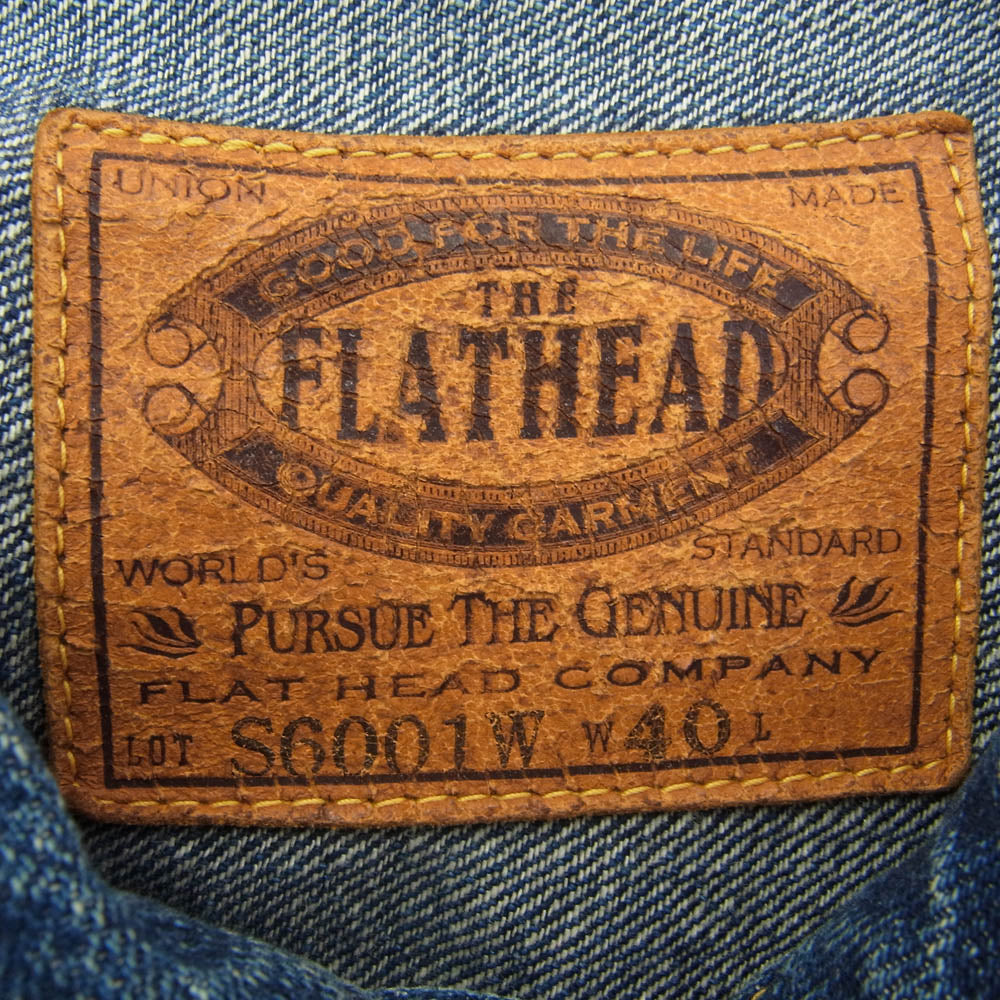 UNION MADE
GOOD FOR THE LIFE
THE
FLATHEAD
QUALITY GARMENT
WORLD'S STANDARD
PURSUE THE GENUINE
FLAT HEAD COMPANY
LOT S6001W W 40 L